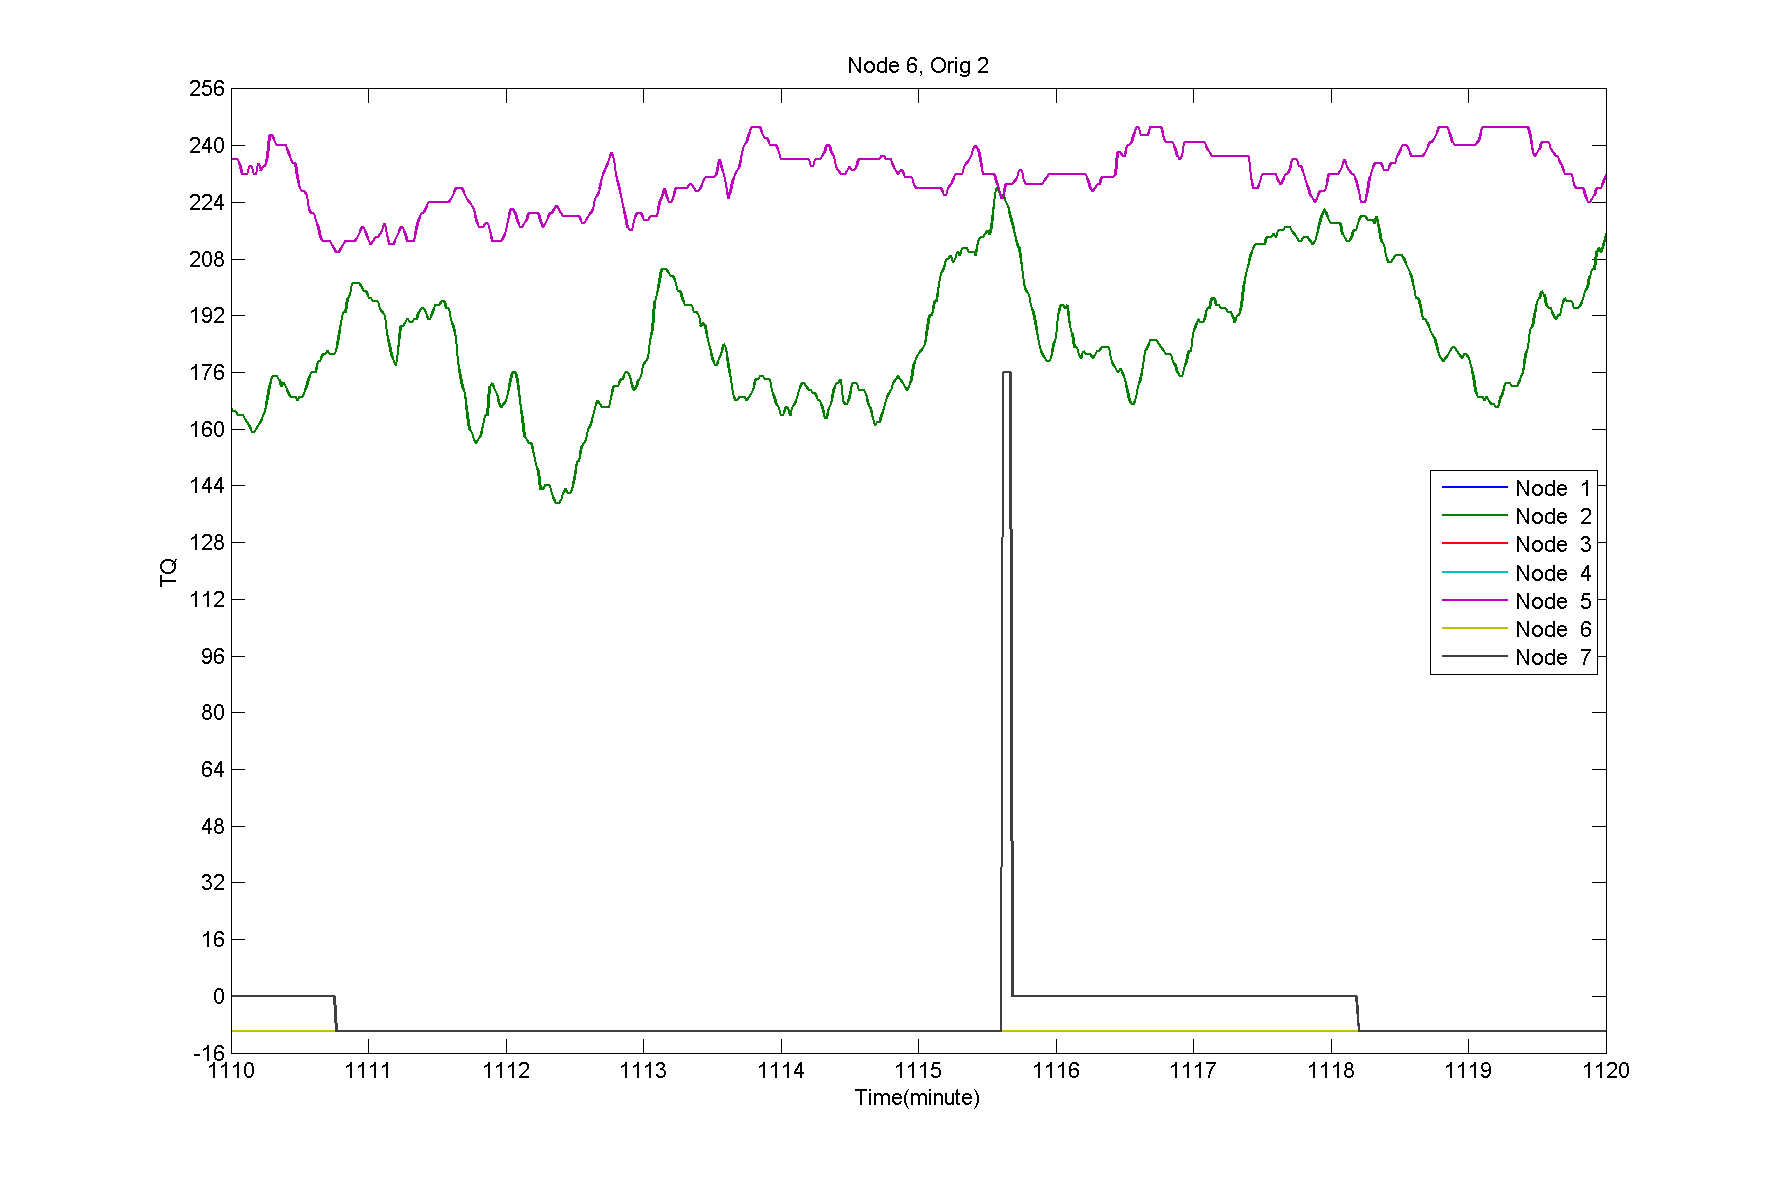 Node 6, Orig 2
256
240
224
208
192
176
160
144
128
112
96
80
64
48
32
16
0
-16
TQ
Node 1
Node 2
Node 3
Node 4
Node 5
Node 6
Node 7
1110 1111 1112 1113 1114 1115 1116 1117 1118 1119 1120
Time(minute)